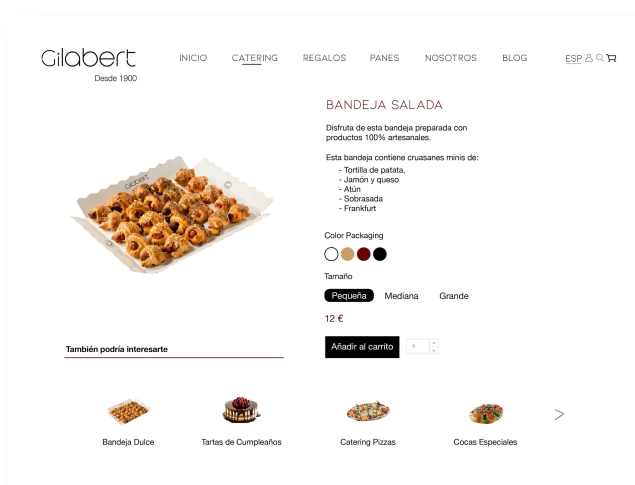 Gilabert
Desde 1900
INICIO CATERING REGALOS PANES NOSOTROS BLOG ESP
BANDEJA SALADA
Disfruta de esta bandeja preparada con
productos 100% artesanales.
Esta bandeja contiene cruasanes minis de:
- Tortilla de patata,
- Jamón y queso
- Atún
- Sobrasada
- Frankfurt
Gilabert
Color Packaging
Tamaño
Pequeña Mediana Grande
12 €
Añadir al carrito 1
También podría interesarte
Bandeja Dulce Tartas de Cumpleaños Catering Pizzas Cocas Especiales